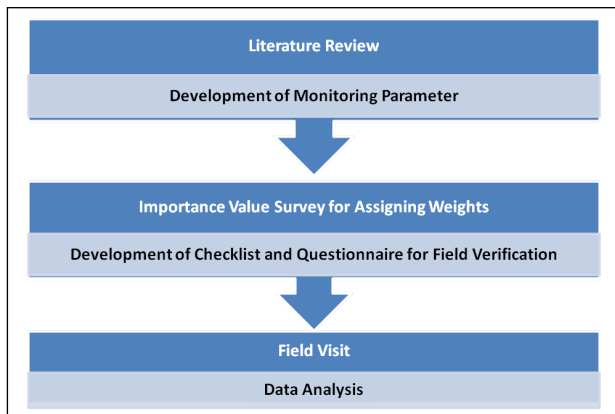 Literature Review
Development of Monitoring Parameter
Importance Value Survey for Assigning Weights
Development of Checklist and Questionnaire for Field Verification
Field Visit
Data Analysis